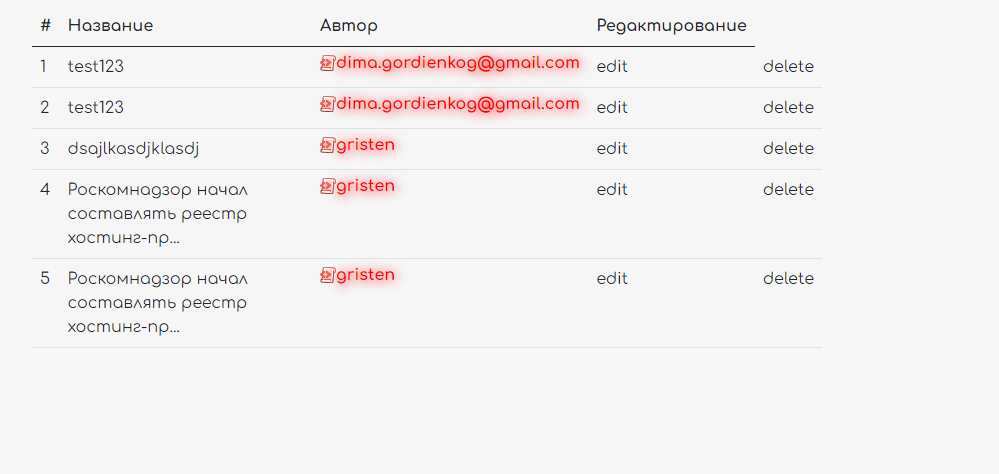 # Название Автор Редактирование
1 test123 dima.gordienkog@gmail.com edit delete
2 test123 dima.gordienkog@gmail.com edit delete
3 dsajlkasdjklasdj gristen edit delete
4 Роскомнадзор начал gristen edit delete
составлять реестр
хостинг-пр...
5 Роскомнадзор начал gristen edit delete
составлять реестр
хостинг-пр...